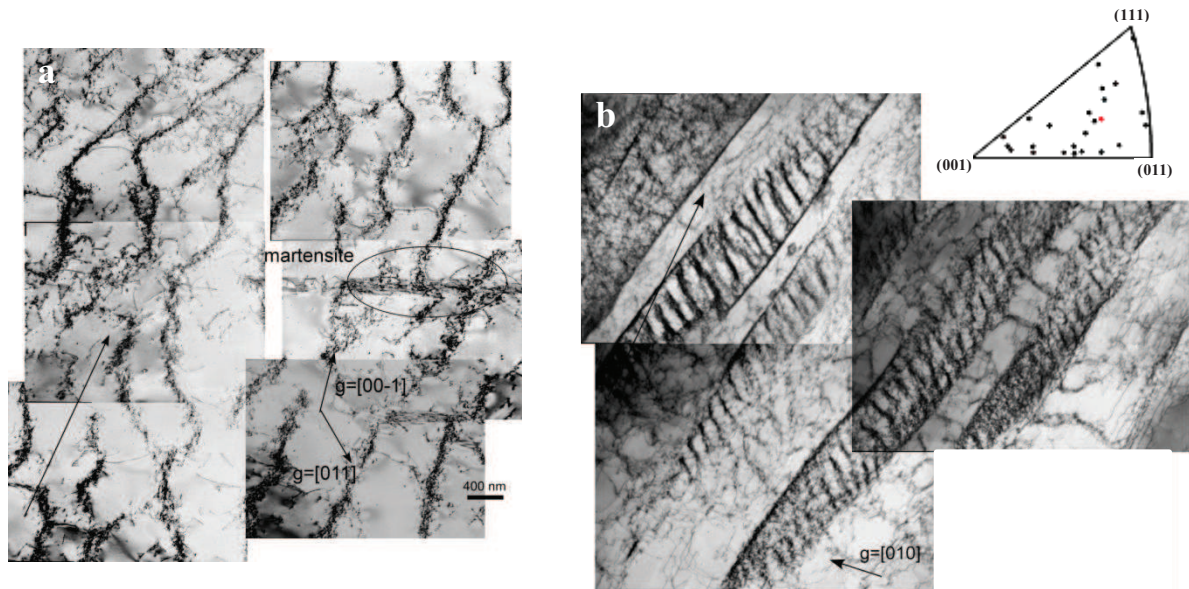 a
martensite
g=[00-1]
g=[011]
400 nm
b
g=[010]
(111)
(001)
(011)